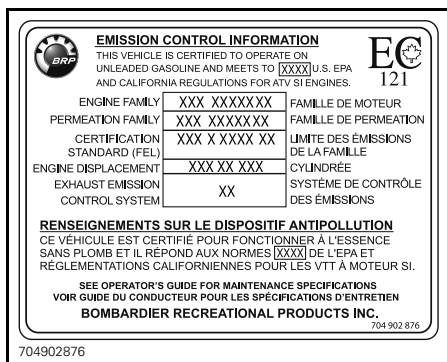 BRP
EMISSION CONTROL INFORMATION
THIS VEHICLE IS CERTIFIED TO OPERATE ON
UNLEADED GASOLINE AND MEETS TO XXXX U.S. EPA
AND CALIFORNIA REGULATIONS FOR ATV SI ENGINES.
EC
121
ENGINE FAMILY XXX XXXXXXX FAMILLE DE MOTEUR
PERMEATION FAMILY XXX XXXXXXX FAMILLE DE PERMEATION
CERTIFICATION XXX X XXXX XX LIMITE DES ÉMISSIONS
STANDARD (FEL) DE LA FAMILLE
ENGINE DISPLACEMENT XXX XX XXX CYLINDRÉE
EXHAUST EMISSION XX SYSTÈME DE CONTRÔLE
CONTROL SYSTEM DES ÉMISSIONS
RENSEIGNEMENTS SUR LE DISPOSITIF ANTIPOLLUTION
CE VÉHICULE EST CERTIFIÉ POUR FONCTIONNER À L'ESSENCE
SANS PLOMB ET IL RÉPOND AUX NORMES XXXX DE L'EPA ET
RÉGLEMENTATIONS CALIFORNIENNES POUR LES VTT À MOTEUR SI.
SEE OPERATOR'S GUIDE FOR MAINTENANCE SPECIFICATIONS
VOIR GUIDE DU CONDUCTEUR POUR LES SPÉCIFICATIONS D'ENTRETIEN
BOMBARDIER RECREATIONAL PRODUCTS INC.
704 902 876
704902876